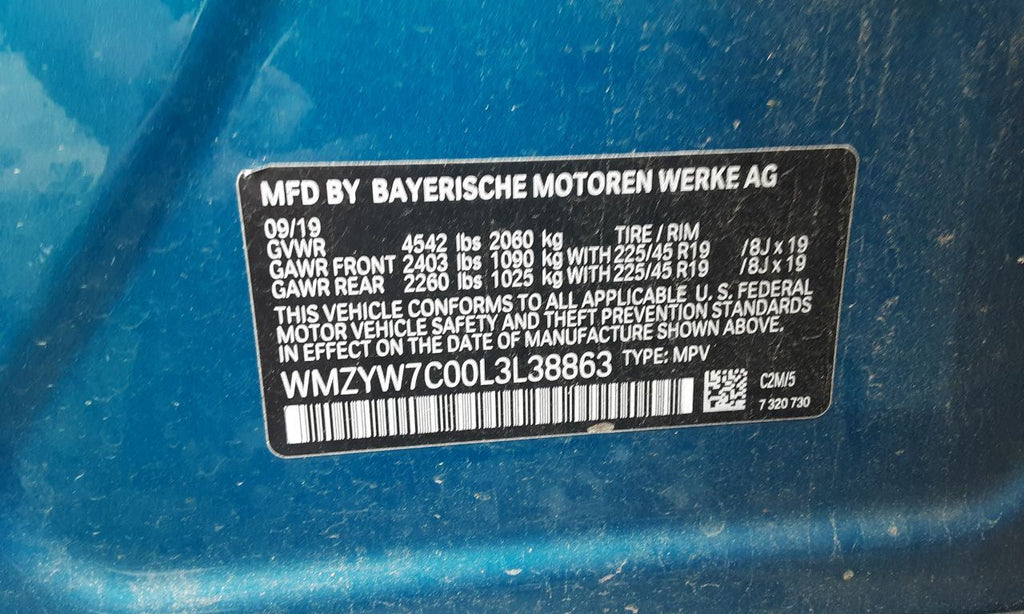 MFD BY BAYERISCHE MOTOREN WERKE AG
09/19 TIRE / RIM
GVWR 4542 lbs 2060 kg
GAWR FRONT 2403 lbs 1090 kg WITH 225/45 R19 /8J x 19
GAWR REAR 2260 lbs 1025 kg WITH 225/45 R19 /8J x 19
THIS VEHICLE CONFORMS TO ALL APPLICABLE U. S. FEDERAL
MOTOR VEHICLE SAFETY AND THEFT PREVENTION STANDARDS
IN EFFECT ON THE DATE OF MANUFACTURE SHOWN ABOVE.
WMZYW7C00L3L38863 TYPE: MPV
C2M/5
7 320 730